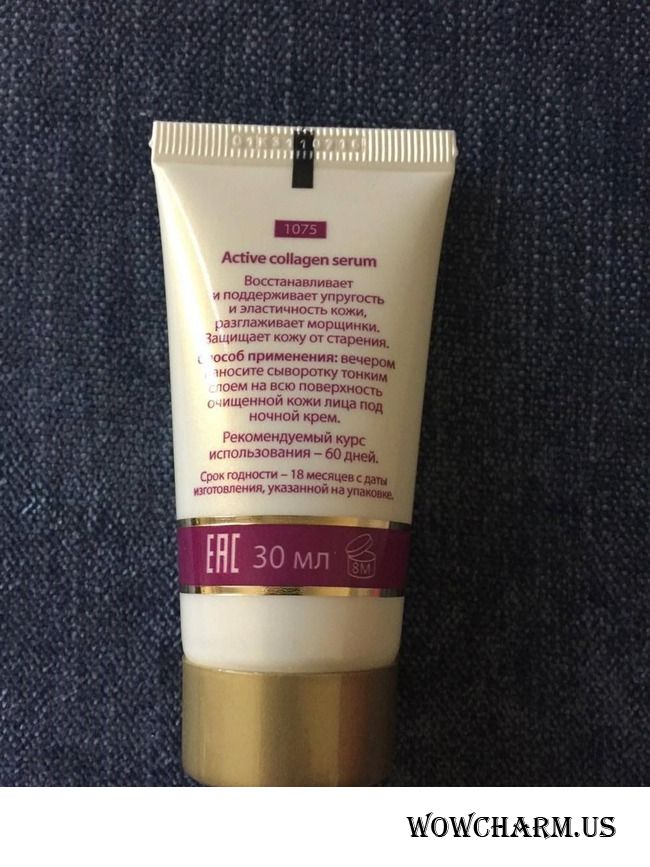 1075
Active collagen serum
Восстанавливает
и поддерживает упругость
и эластичность кожи,
разглаживает морщинки.
Защищает кожу от старения.
Способ применения: вечером
наносите сыворотку тонким
слоем на всю поверхность
очищенной кожи лица под
ночной крем.
Рекомендуемый курс
использования – 60 дней.
Срок годности – 18 месяцев с даты
изготовления, указанной на упаковке.
EAC 30 мл 8M
WOWCHARM.US